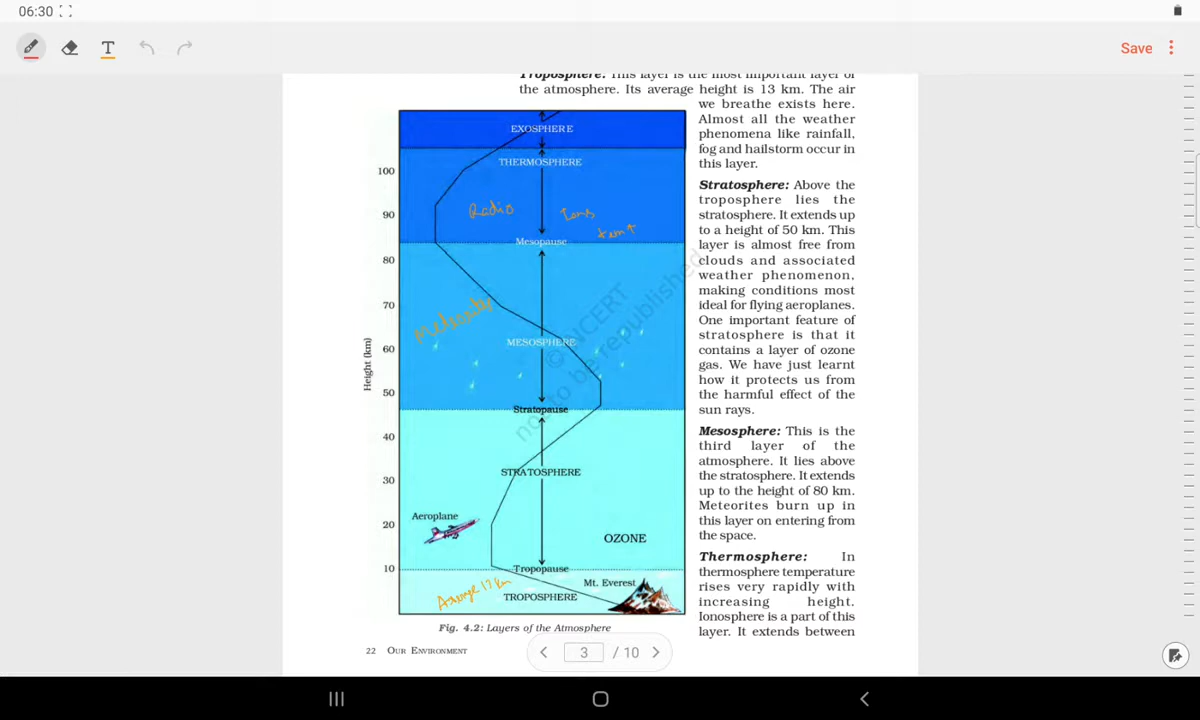 06:30
T
Save
Troposphere: This layer is the most important layer of
the atmosphere. Its average height is 13 km. The air
we breathe exists here.
Almost all the weather
phenomena like rainfall,
fog and hailstorm occur in
this layer.
Stratosphere: Above the
troposphere lies the
stratosphere. It extends up
to a height of 50 km. This
layer is almost free from
clouds and associated
weather phenomenon,
making conditions most
ideal for flying aeroplanes.
One important feature of
stratosphere is that it
contains a layer of ozone
gas. We have just learnt
how it protects us from
the harmful effect of the
sun rays.
Mesosphere: This is the
third layer of the
atmosphere. It lies above
the stratosphere. It extends
up to the height of 80 km.
Meteorites burn up in
this layer on entering from
the space.
Thermosphere: In
thermosphere temperature
rises very rapidly with
increasing height.
Ionosphere is a part of this
layer. It extends between
EXOSPHERE
THERMOSPHERE
100
Radio
Ions
90
tem↑
Mesopause
80
70
MESOSPHERE
60
Height (km)
50
Stratopause
40
STRATOSPHERE
30
Aeroplane
20
OZONE
10
Tropopause
Mt. Everest
Average 13 km
TROPOSPHERE
© NCERT
not to be republished
Fig. 4.2: Layers of the Atmosphere
22 OUR ENVIRONMENT
3 / 10